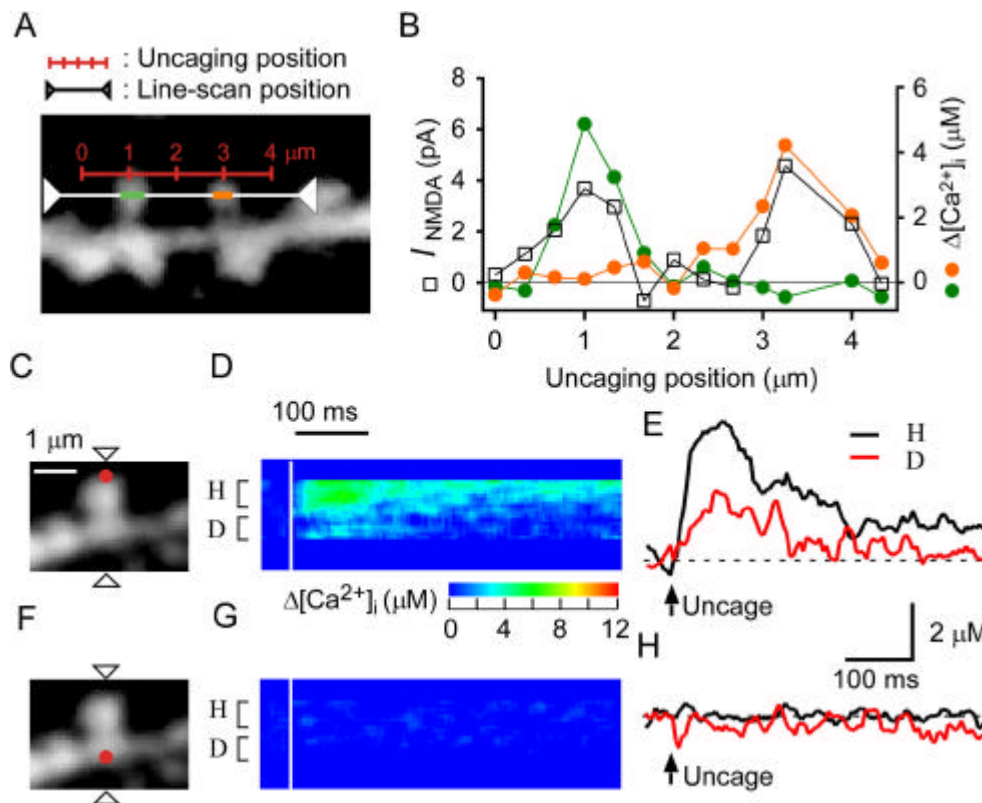 A
: Uncaging position
: Line-scan position
0 1 2 3 4 μm
B
8
6
4
2
0
I NMDA (pA)
6
4
2
0
Δ[Ca²⁺]i (μM)
0 1 2 3 4
Uncaging position (μm)
C
1 μm
D
100 ms
H
D
E
H
D
Uncage
Δ[Ca²⁺]i (μM)
0 4 8 12
F
G
H
D
H
2 μM
100 ms
Uncage